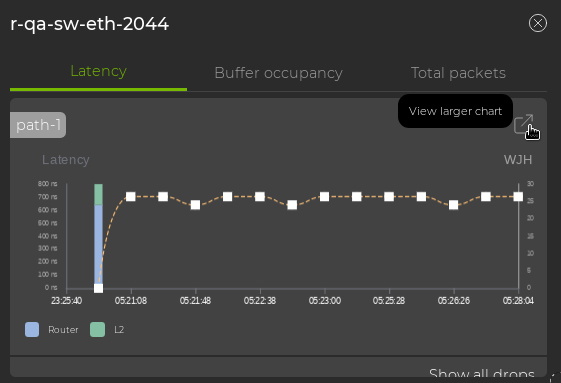 r-qa-sw-eth-2044
Latency Buffer occupancy Total packets
View larger chart
path-1
Latency WJH
800 ns 30
700 ns 25
600 ns 20
500 ns
400 ns 15
300 ns 10
200 ns
100 ns 5
0 ns 0
23:25:40 05:21:08 05:21:48 05:22:38 05:23:00 05:25:28 05:26:26 05:28:04
Router L2
Show all drops